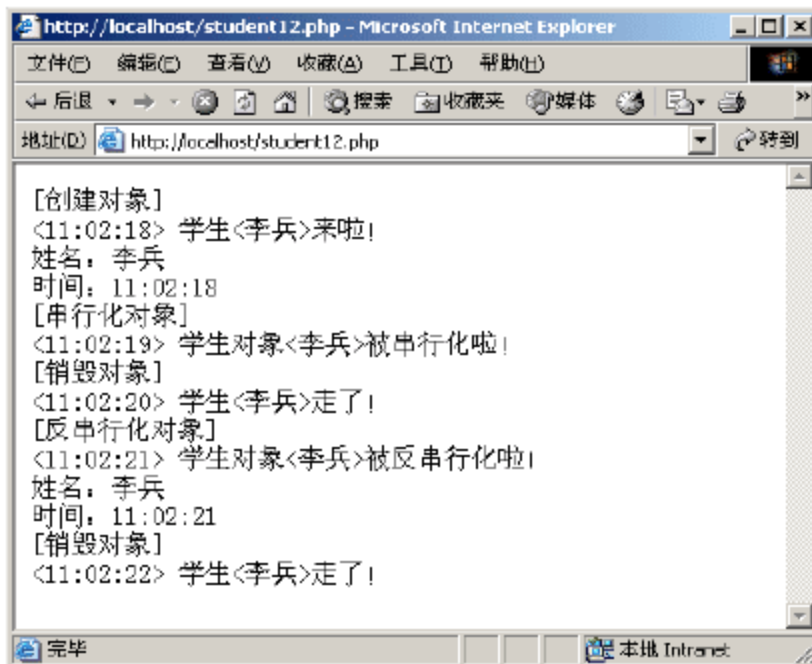 http://localhost/student12.php - Microsoft Internet Explorer
文件(F) 编辑(E) 查看(V) 收藏(A) 工具(T) 帮助(H)
后退 搜索 收藏夹 媒体 »
地址(D) http://localhost/student12.php 转到
[创建对象]
<11:02:18> 学生<李兵>来啦!
姓名：李兵
时间：11:02:18
[串行化对象]
<11:02:19> 学生对象<李兵>被串行化啦!
[销毁对象]
<11:02:20> 学生<李兵>走了!
[反串行化对象]
<11:02:21> 学生对象<李兵>被反串行化啦!
姓名：李兵
时间：11:02:21
[销毁对象]
<11:02:22> 学生<李兵>走了!
完毕 本地 Intranet